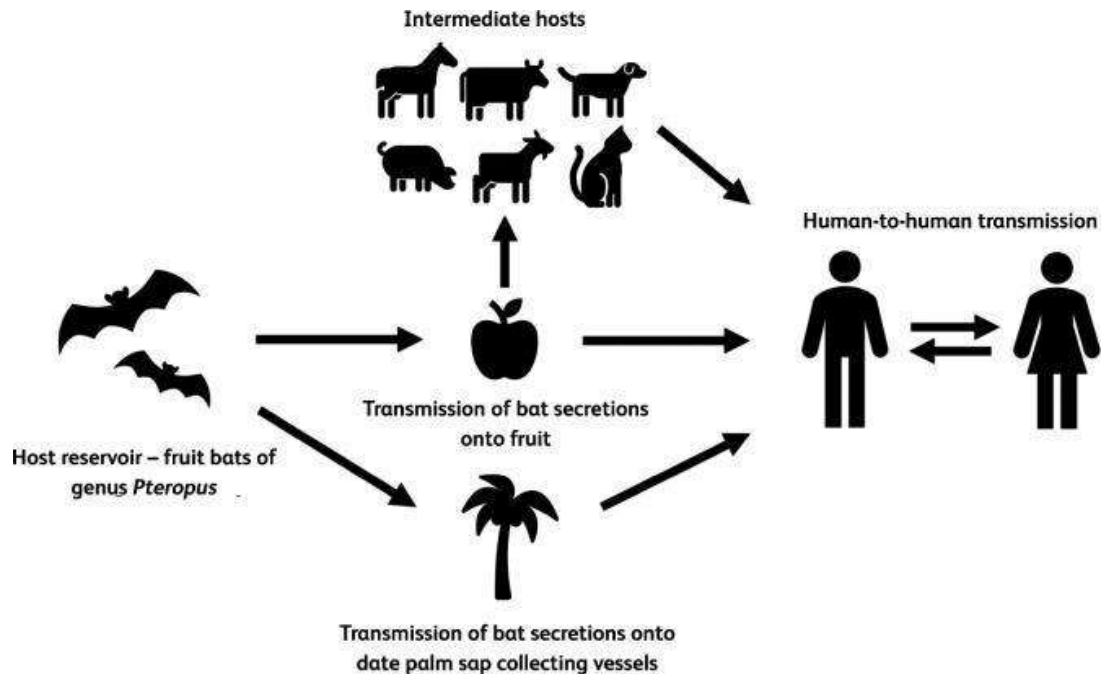 Intermediate hosts
Human-to-human transmission
Transmission of bat secretions
onto fruit
Host reservoir – fruit bats of
genus Pteropus
Transmission of bat secretions onto
date palm sap collecting vessels